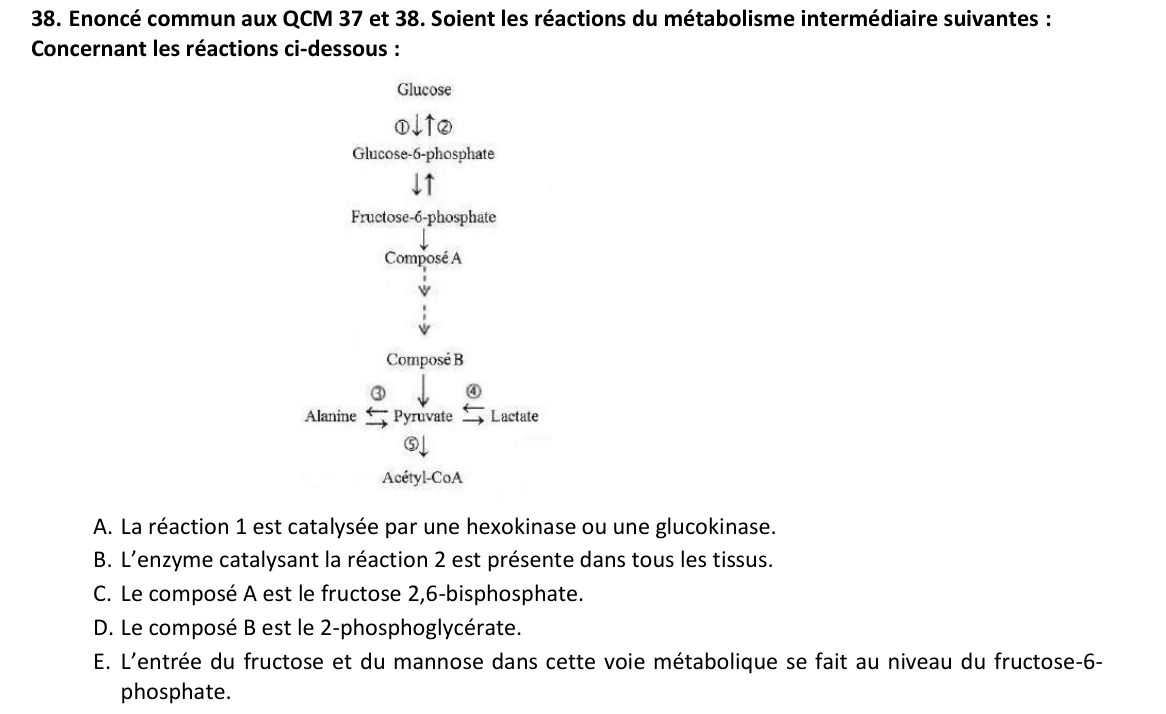 38. Enoncé commun aux QCM 37 et 38. Soient les réactions du métabolisme intermédiaire suivantes :
Concernant les réactions ci-dessous :
Glucose
① ↓↑ ②
Glucose-6-phosphate
↓↑
Fructose-6-phosphate
↓
Composé A
Composé B
③ ↓ ④
Alanine ⇆ Pyruvate ⇆ Lactate
⑤ ↓
Acétyl-CoA
A. La réaction 1 est catalysée par une hexokinase ou une glucokinase.
B. L’enzyme catalysant la réaction 2 est présente dans tous les tissus.
C. Le composé A est le fructose 2,6-bisphosphate.
D. Le composé B est le 2-phosphoglycérate.
E. L’entrée du fructose et du mannose dans cette voie métabolique se fait au niveau du fructose-6-
phosphate.